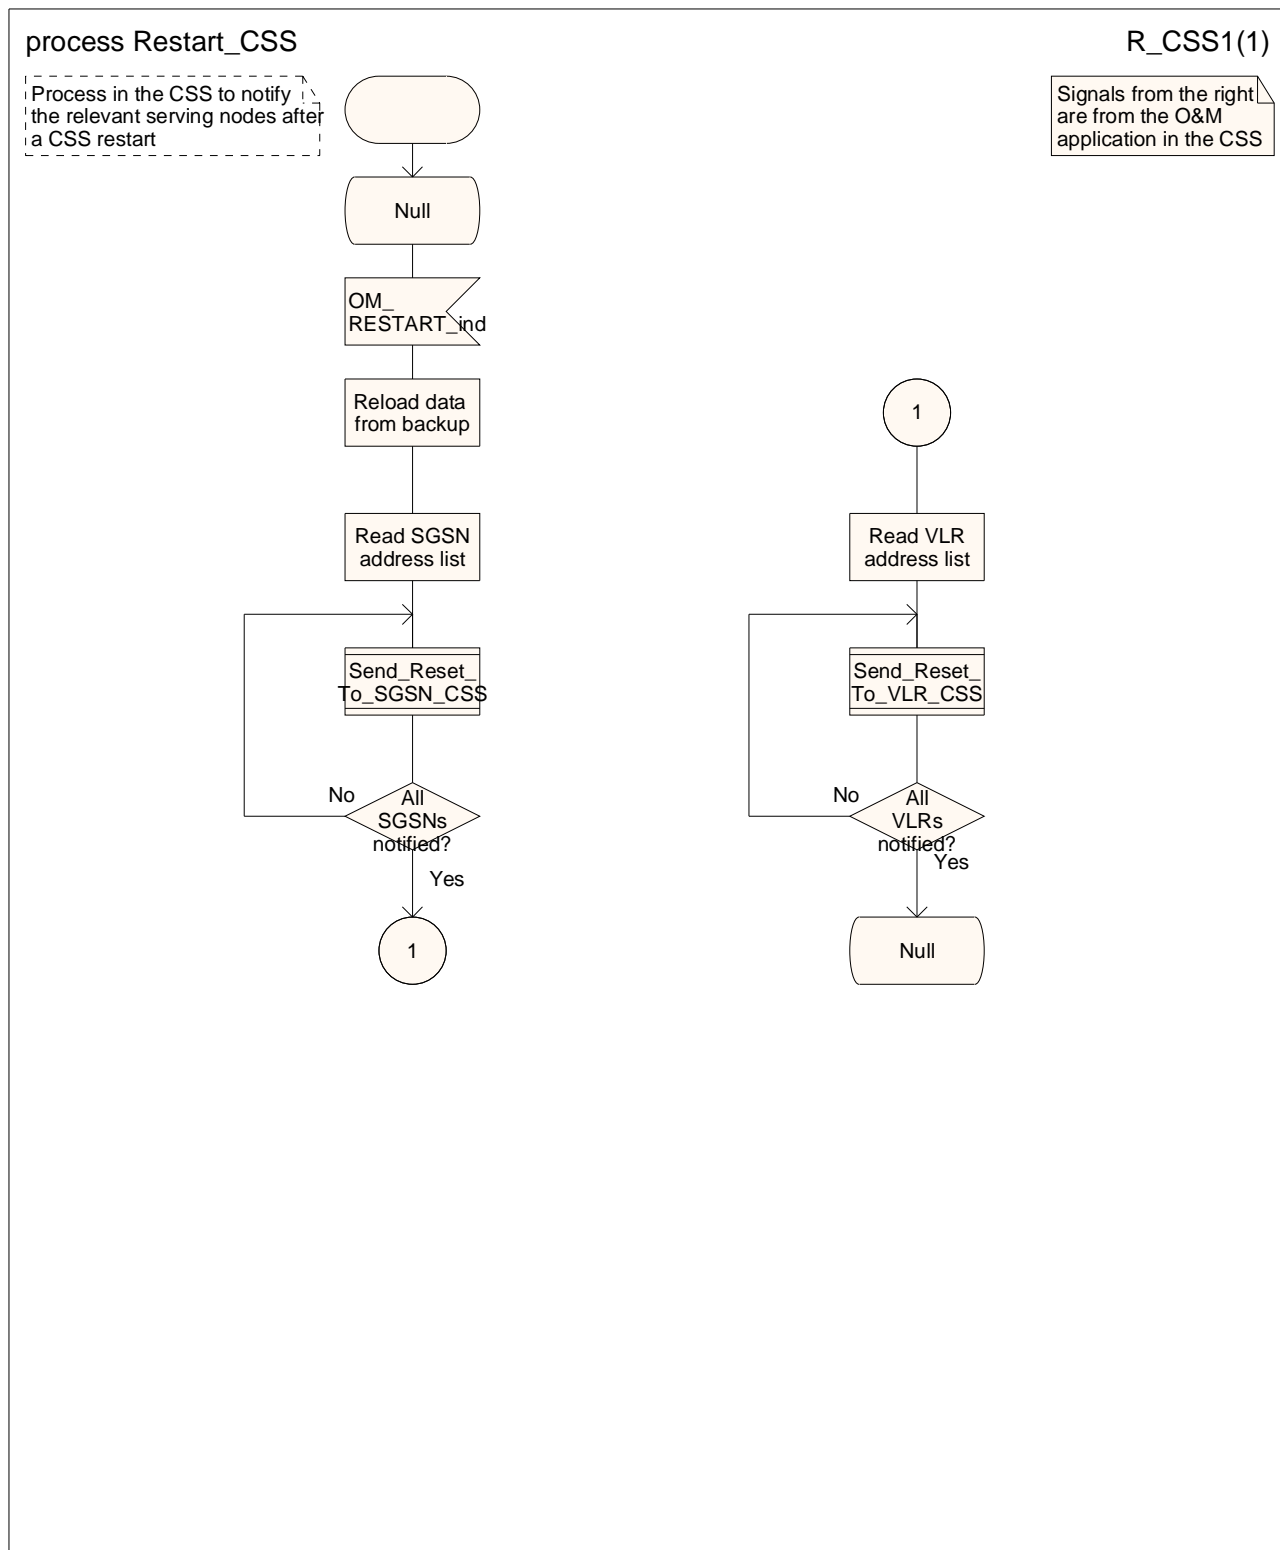 process Restart_CSS
R_CSS1(1)
Process in the CSS to notify
the relevant serving nodes after
a CSS restart
Signals from the right
are from the O&M
application in the CSS
Null
OM_
RESTART_ind
Reload data
from backup
Read SGSN
address list
Send_Reset_
To_SGSN_CSS
No
All
SGSNs
notified?
Yes
1
1
Read VLR
address list
Send_Reset_
To_VLR_CSS
No
All
VLRs
notified?
Yes
Null